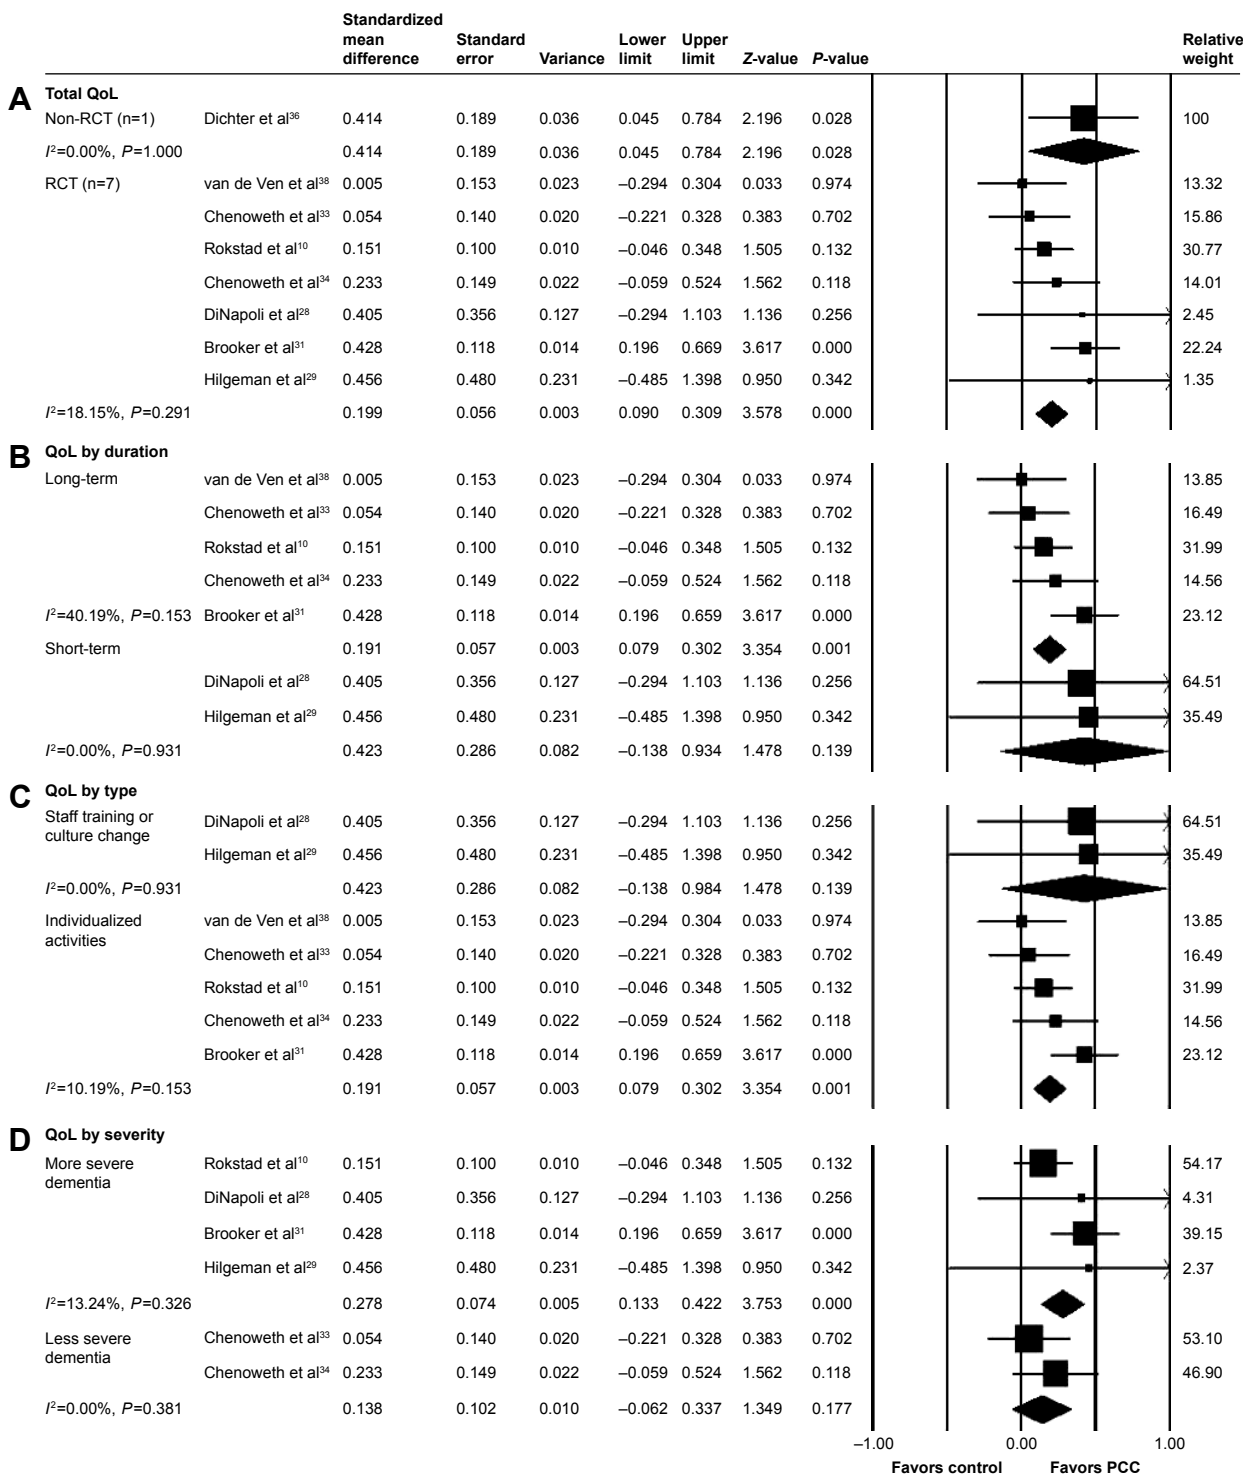 Standardized mean difference Standard error Variance Lower limit Upper limit Z-value P-value Relative weight
A Total QoL
Non-RCT (n=1) Dichter et al36 0.414 0.189 0.036 0.045 0.784 2.196 0.028 100
I2=0.00%, P=1.000 0.414 0.189 0.036 0.045 0.784 2.196 0.028
RCT (n=7) van de Ven et al38 0.005 0.153 0.023 –0.294 0.304 0.033 0.974 13.32
Chenoweth et al33 0.054 0.140 0.020 –0.221 0.328 0.383 0.702 15.86
Rokstad et al10 0.151 0.100 0.010 –0.046 0.348 1.505 0.132 30.77
Chenoweth et al34 0.233 0.149 0.022 –0.059 0.524 1.562 0.118 14.01
DiNapoli et al28 0.405 0.356 0.127 –0.294 1.103 1.136 0.256 2.45
Brooker et al31 0.428 0.118 0.014 0.196 0.669 3.617 0.000 22.24
Hilgeman et al29 0.456 0.480 0.231 –0.485 1.398 0.950 0.342 1.35
I2=18.15%, P=0.291 0.199 0.056 0.003 0.090 0.309 3.578 0.000
B QoL by duration
Long-term van de Ven et al38 0.005 0.153 0.023 –0.294 0.304 0.033 0.974 13.85
Chenoweth et al33 0.054 0.140 0.020 –0.221 0.328 0.383 0.702 16.49
Rokstad et al10 0.151 0.100 0.010 –0.046 0.348 1.505 0.132 31.99
Chenoweth et al34 0.233 0.149 0.022 –0.059 0.524 1.562 0.118 14.56
I2=40.19%, P=0.153 Brooker et al31 0.428 0.118 0.014 0.196 0.659 3.617 0.000 23.12
Short-term 0.191 0.057 0.003 0.079 0.302 3.354 0.001
DiNapoli et al28 0.405 0.356 0.127 –0.294 1.103 1.136 0.256 64.51
Hilgeman et al29 0.456 0.480 0.231 –0.485 1.398 0.950 0.342 35.49
I2=0.00%, P=0.931 0.423 0.286 0.082 –0.138 0.934 1.478 0.139
C QoL by type
Staff training or culture change DiNapoli et al28 0.405 0.356 0.127 –0.294 1.103 1.136 0.256 64.51
Hilgeman et al29 0.456 0.480 0.231 –0.485 1.398 0.950 0.342 35.49
I2=0.00%, P=0.931 0.423 0.286 0.082 –0.138 0.984 1.478 0.139
Individualized activities van de Ven et al38 0.005 0.153 0.023 –0.294 0.304 0.033 0.974 13.85
Chenoweth et al33 0.054 0.140 0.020 –0.221 0.328 0.383 0.702 16.49
Rokstad et al10 0.151 0.100 0.010 –0.046 0.348 1.505 0.132 31.99
Chenoweth et al34 0.233 0.149 0.022 –0.059 0.524 1.562 0.118 14.56
Brooker et al31 0.428 0.118 0.014 0.196 0.659 3.617 0.000 23.12
I2=10.19%, P=0.153 0.191 0.057 0.003 0.079 0.302 3.354 0.001
D QoL by severity
More severe dementia Rokstad et al10 0.151 0.100 0.010 –0.046 0.348 1.505 0.132 54.17
DiNapoli et al28 0.405 0.356 0.127 –0.294 1.103 1.136 0.256 4.31
Brooker et al31 0.428 0.118 0.014 0.196 0.659 3.617 0.000 39.15
Hilgeman et al29 0.456 0.480 0.231 –0.485 1.398 0.950 0.342 2.37
I2=13.24%, P=0.326 0.278 0.074 0.005 0.133 0.422 3.753 0.000
Less severe dementia Chenoweth et al33 0.054 0.140 0.020 –0.221 0.328 0.383 0.702 53.10
Chenoweth et al34 0.233 0.149 0.022 –0.059 0.524 1.562 0.118 46.90
I2=0.00%, P=0.381 0.138 0.102 0.010 –0.062 0.337 1.349 0.177
–1.00 0.00 1.00
Favors control Favors PCC